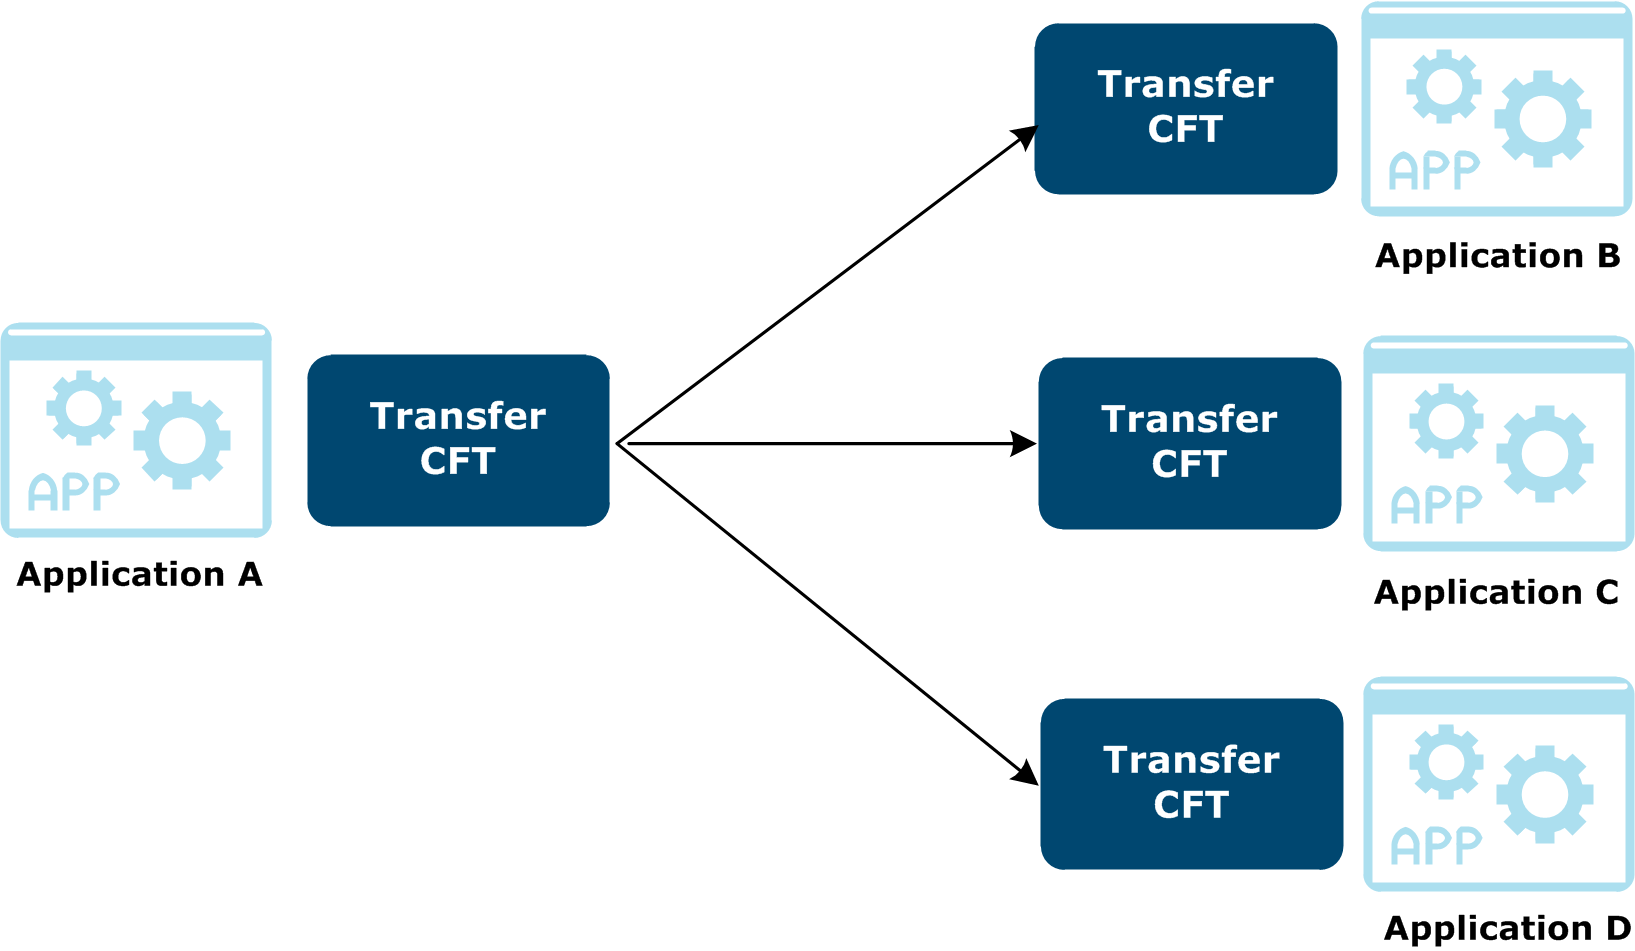 Transfer
CFT
APP
Application B
APP
Application A
Transfer
CFT
Transfer
CFT
APP
Application C
Transfer
CFT
APP
Application D